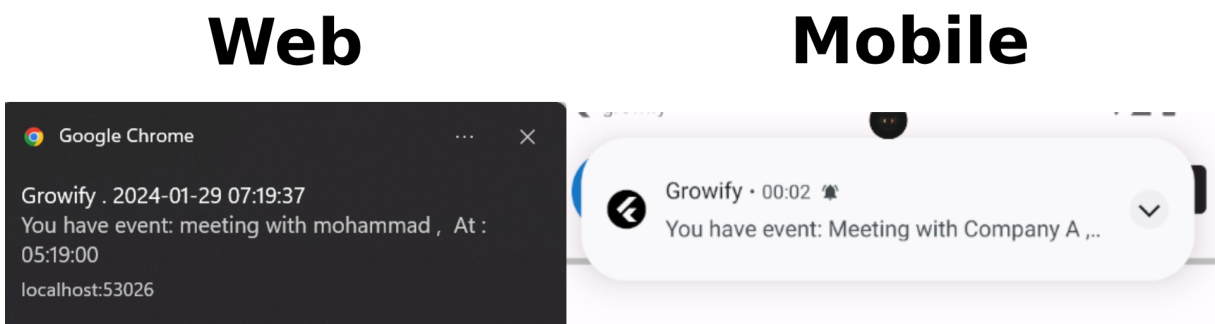 Web
Mobile
Google Chrome
Growify . 2024-01-29 07:19:37
You have event: meeting with mohammad , At :
05:19:00
localhost:53026
Growify • 00:02
You have event: Meeting with Company A ,..